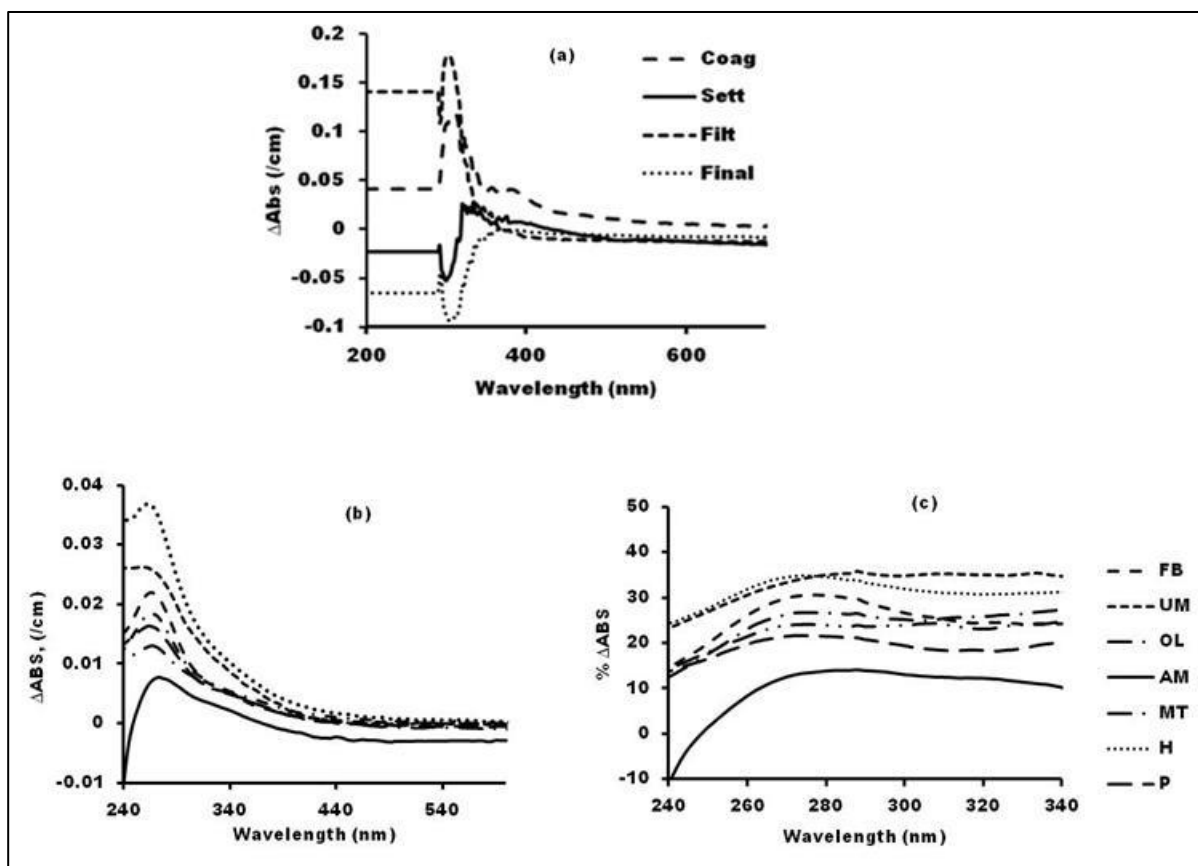 (a)
ΔAbs (/cm)
0.2
0.15
0.1
0.05
0
-0.05
-0.1
200 400 600
Wavelength (nm)
Coag
Sett
Filt
Final
(b)
ΔABS, (/cm)
0.04
0.03
0.02
0.01
0
-0.01
240 340 440 540
Wavelength (nm)
(c)
% ΔABS
50
40
30
20
10
0
-10
240 260 280 300 320 340
Wavelength (nm)
FB
UM
OL
AM
MT
H
P